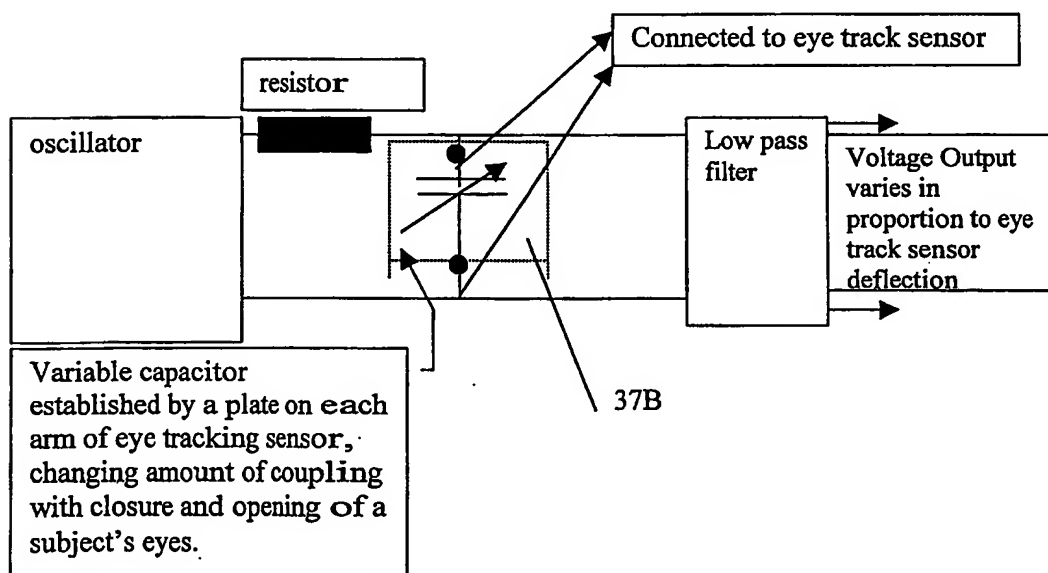 Connected to eye track sensor
resistor
oscillator
Low pass
filter
Voltage Output
varies in
proportion to eye
track sensor
deflection
Variable capacitor
established by a plate on each
arm of eye tracking sensor,
changing amount of coupling
with closure and opening of a
subject's eyes.
37B